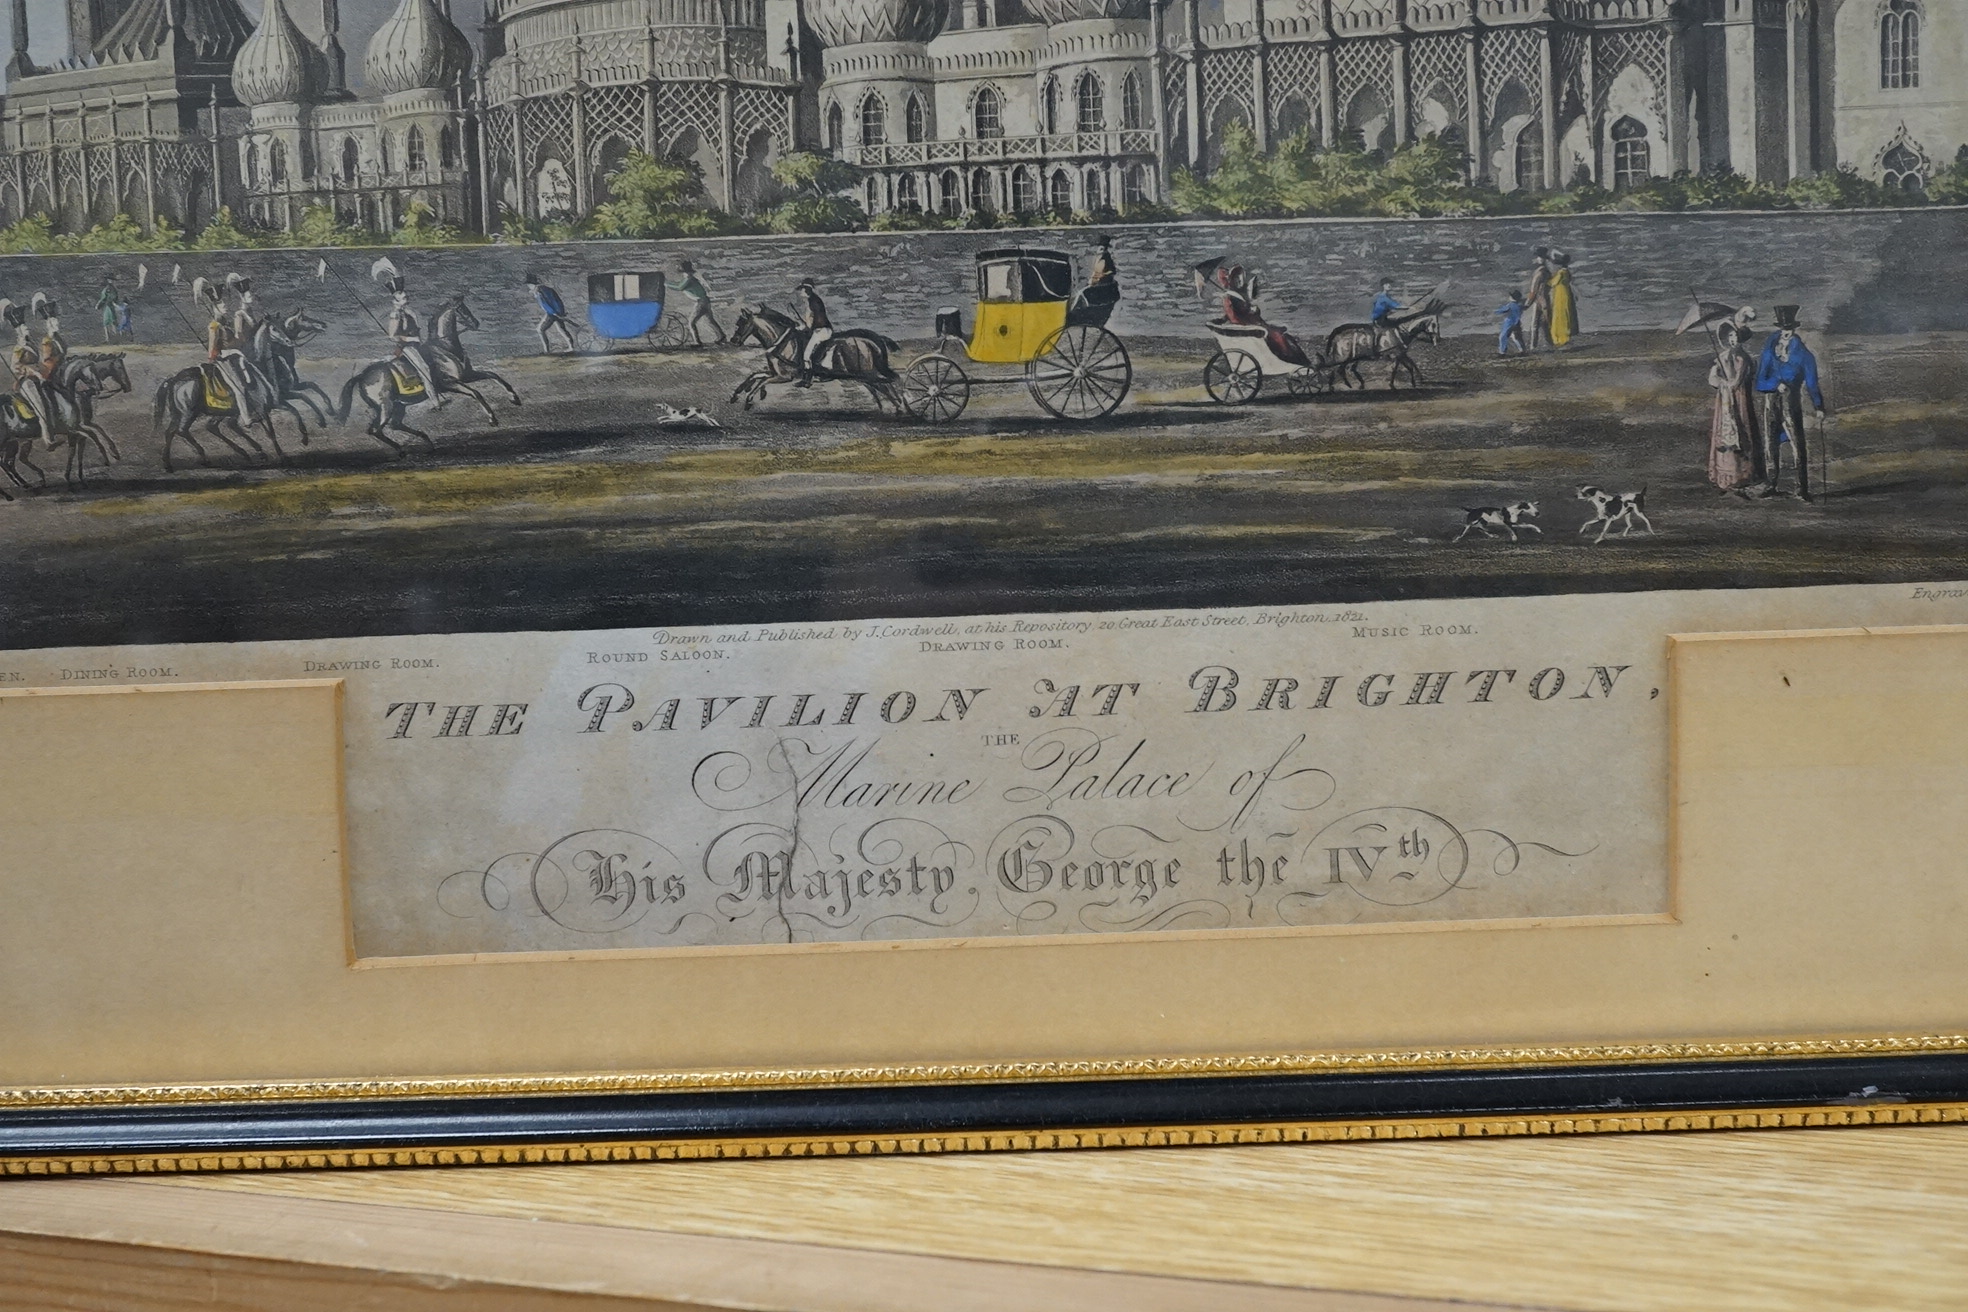 Drawn and Published by J. Cordwell, at his Repository 20 Great East Street, Brighton, 1821.
DINING ROOM. DRAWING ROOM. ROUND SALOON. DRAWING ROOM. MUSIC ROOM.
THE PAVILION AT BRIGHTON,
THE
Marine Palace of
His Majesty, George the IVth